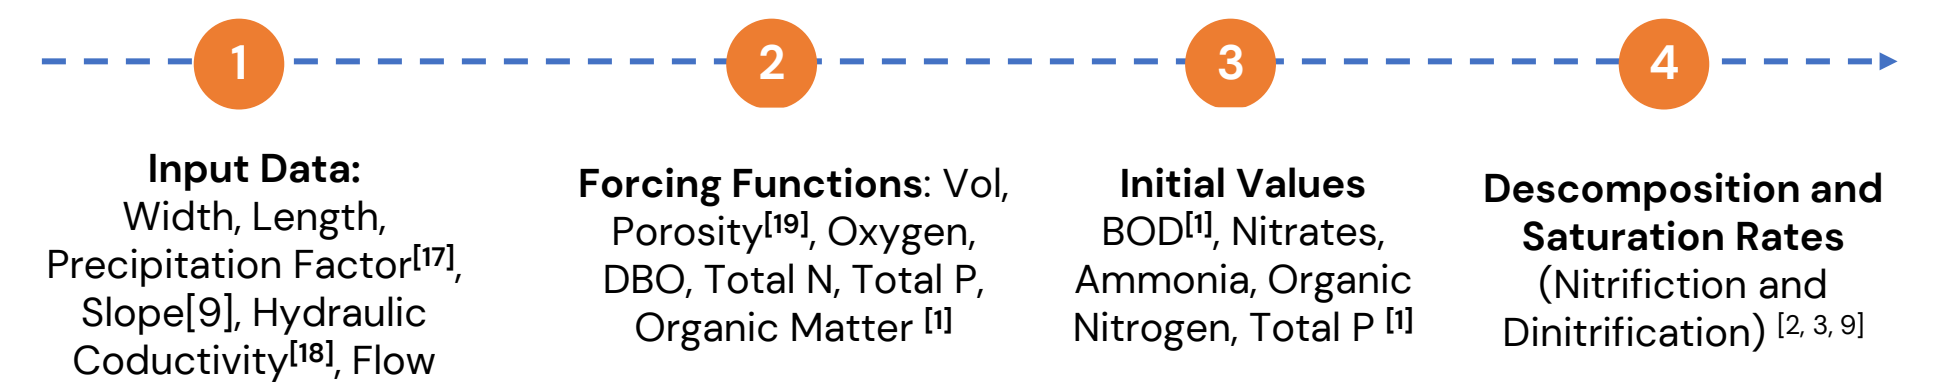 1
2
3
4
Input Data:
Width, Length,
Precipitation Factor[17],
Slope[9], Hydraulic
Coductivity[18], Flow
Forcing Functions: Vol,
Porosity[19], Oxygen,
DBO, Total N, Total P,
Organic Matter [1]
Initial Values
BOD[1], Nitrates,
Ammonia, Organic
Nitrogen, Total P [1]
Descomposition and
Saturation Rates
(Nitrifiction and
Dinitrification) [2, 3, 9]